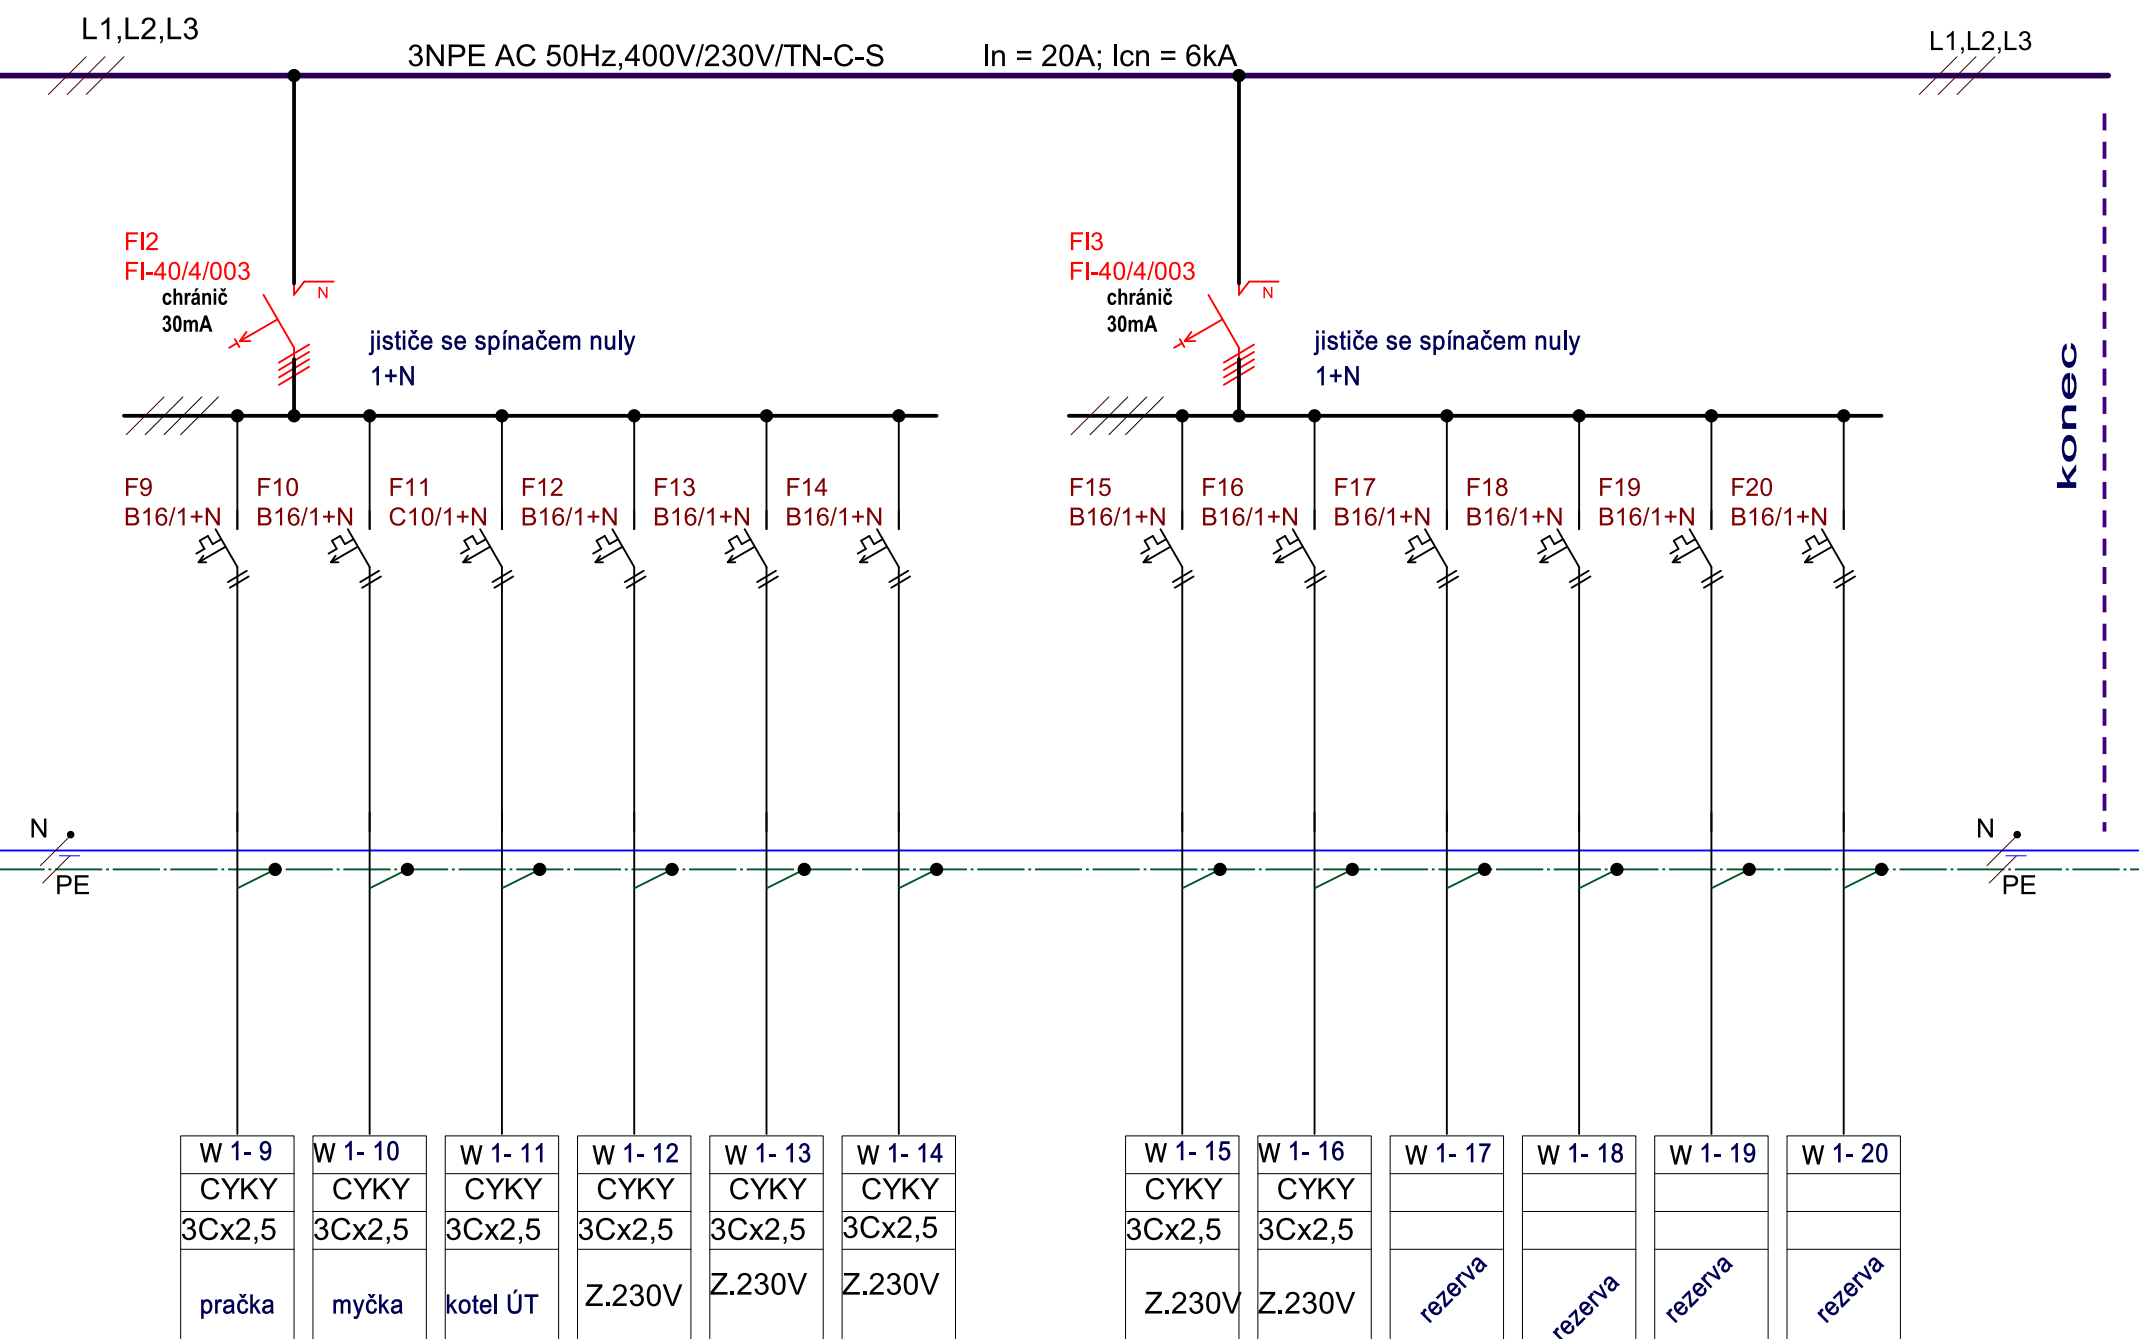 L1,L2,L3
3NPE AC 50Hz,400V/230V/TN-C-S
In = 20A; Icn = 6kA
L1,L2,L3
FI2
FI-40/4/003
chránič
30mA
N
jističe se spínačem nuly
1+N
FI3
FI-40/4/003
chránič
30mA
N
jističe se spínačem nuly
1+N
konec
F9
B16/1+N
F10
B16/1+N
F11
C10/1+N
F12
B16/1+N
F13
B16/1+N
F14
B16/1+N
F15
B16/1+N
F16
B16/1+N
F17
B16/1+N
F18
B16/1+N
F19
B16/1+N
F20
B16/1+N
N
PE
N
PE
W 1- 9
CYKY
3Cx2,5
pračka
W 1- 10
CYKY
3Cx2,5
myčka
W 1- 11
CYKY
3Cx2,5
kotel ÚT
W 1- 12
CYKY
3Cx2,5
Z.230V
W 1- 13
CYKY
3Cx2,5
Z.230V
W 1- 14
CYKY
3Cx2,5
Z.230V
W 1- 15
CYKY
3Cx2,5
Z.230V
W 1- 16
CYKY
3Cx2,5
Z.230V
W 1- 17
rezerva
W 1- 18
rezerva
W 1- 19
rezerva
W 1- 20
rezerva